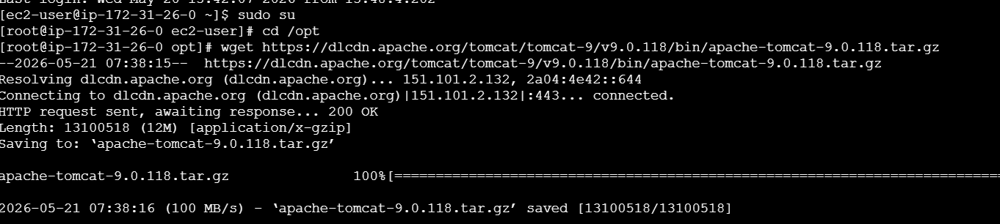 Last login: Wed May 20 13:42:07 2026 from 13.48.4.202
[ec2-user@ip-172-31-26-0 ~]$ sudo su
[root@ip-172-31-26-0 ec2-user]# cd /opt
[root@ip-172-31-26-0 opt]# wget https://dlcdn.apache.org/tomcat/tomcat-9/v9.0.118/bin/apache-tomcat-9.0.118.tar.gz
--2026-05-21 07:38:15--  https://dlcdn.apache.org/tomcat/tomcat-9/v9.0.118/bin/apache-tomcat-9.0.118.tar.gz
Resolving dlcdn.apache.org (dlcdn.apache.org)... 151.101.2.132, 2a04:4e42::644
Connecting to dlcdn.apache.org (dlcdn.apache.org)|151.101.2.132|:443... connected.
HTTP request sent, awaiting response... 200 OK
Length: 13100518 (12M) [application/x-gzip]
Saving to: ‘apache-tomcat-9.0.118.tar.gz’
apache-tomcat-9.0.118.tar.gz 100%[==========================================================================
2026-05-21 07:38:16 (100 MB/s) - ‘apache-tomcat-9.0.118.tar.gz’ saved [13100518/13100518]